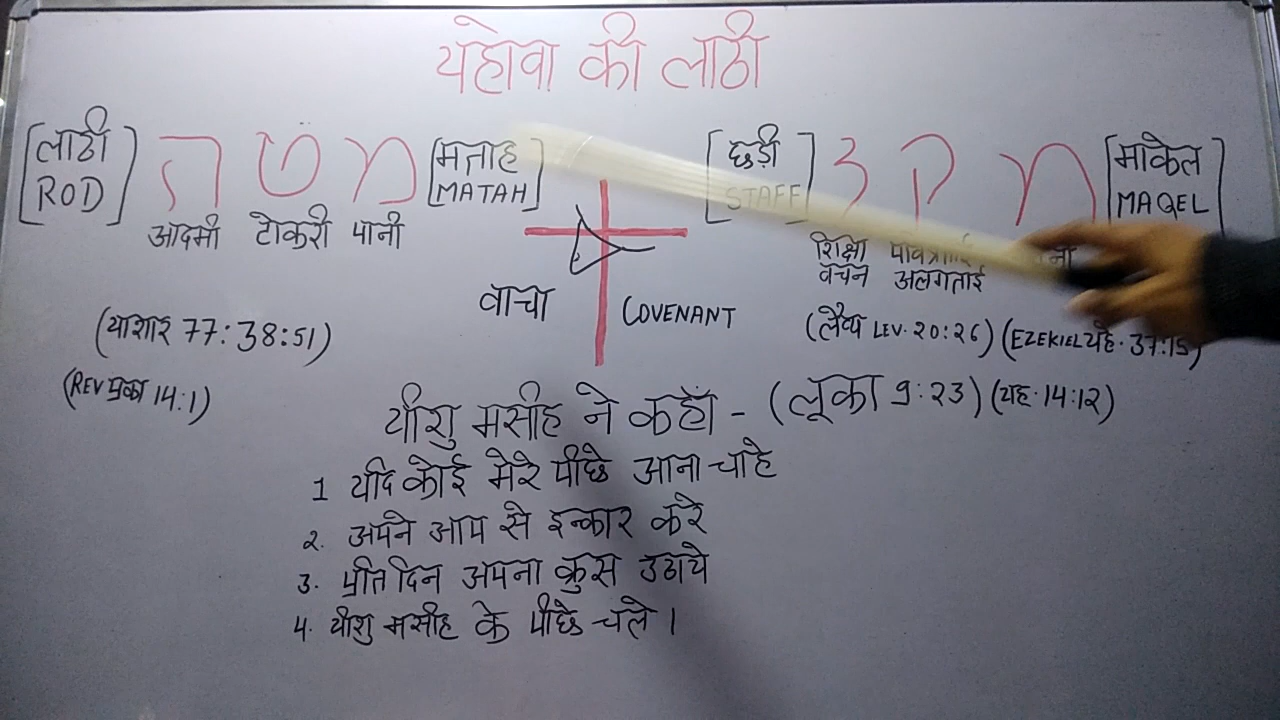 यहोवा की लाठी
[लाठी ROD] ה ט מ [मत्ताह MATAH]
आदमी टोकरी पानी
[छड़ी STAFF] ל ק מ [माकेल MAQEL]
शिक्षा
वचन अलगताई
वाचा COVENANT
(याशार 77:38:51)
(REV प्रका 14:1)
(लैव्य LEV. 20:26) (EZEKIEL यहे. 37:15)
यीशु मसीह ने कहाँ - (लूका 9:23) (यह. 14:12)
1 यदि कोई मेरे पीछे आना चाहे
2. अपने आप से इन्कार करे
3. प्रतिदिन अपना क्रुस उठाये
4. यीशु मसीह के पीछे चले।